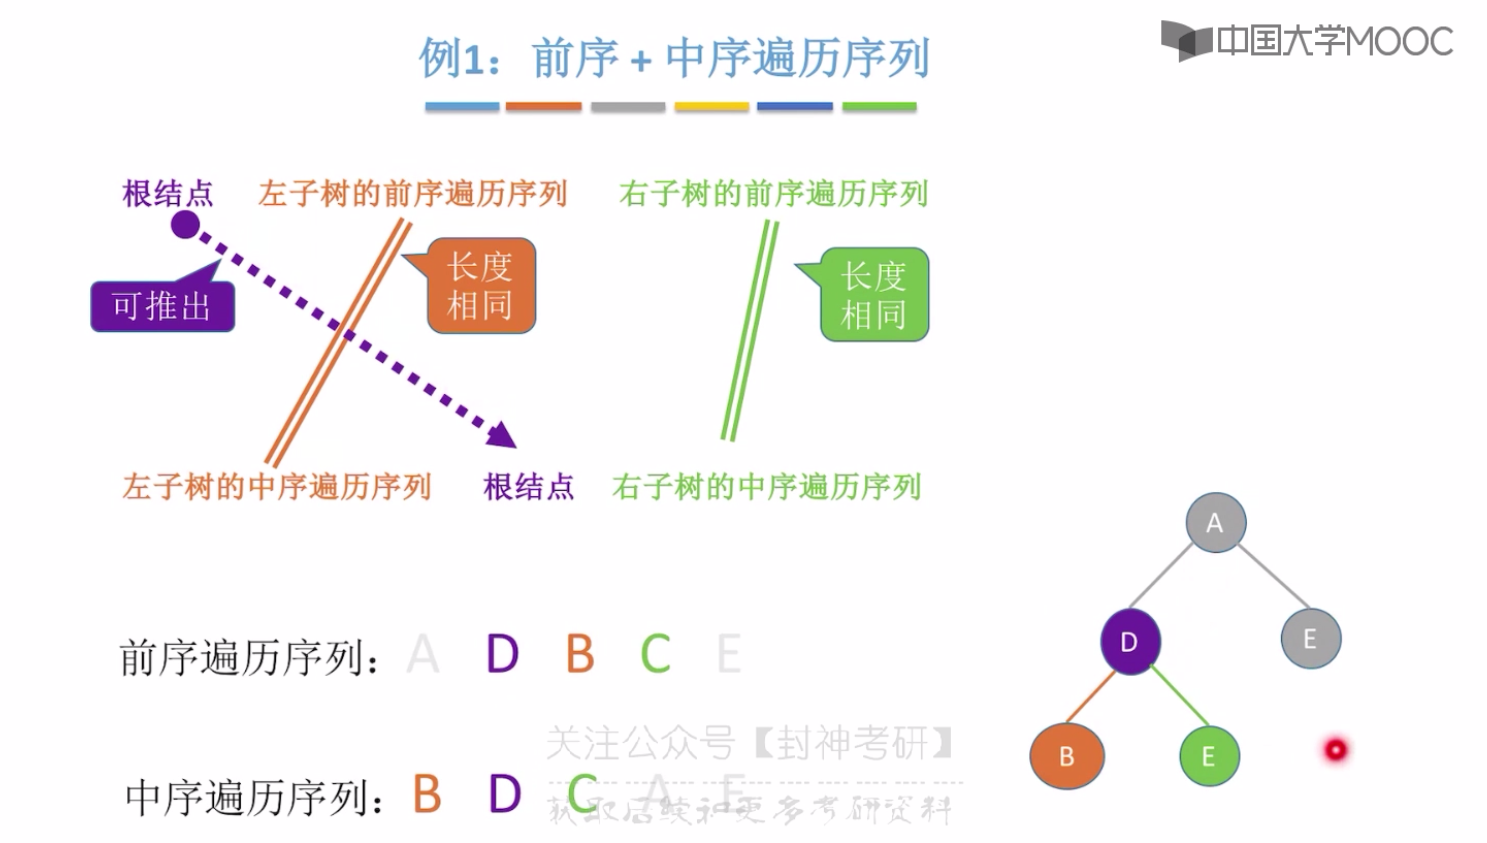 例1：前序 + 中序遍历序列
中国大学MOOC
根结点 左子树的前序遍历序列 右子树的前序遍历序列
可推出
长度
相同
长度
相同
左子树的中序遍历序列 根结点 右子树的中序遍历序列
前序遍历序列： A D B C E
关注公众号【封神考研】
中序遍历序列： B D C A E
获取后续和更多考研资料
A
D E
B E